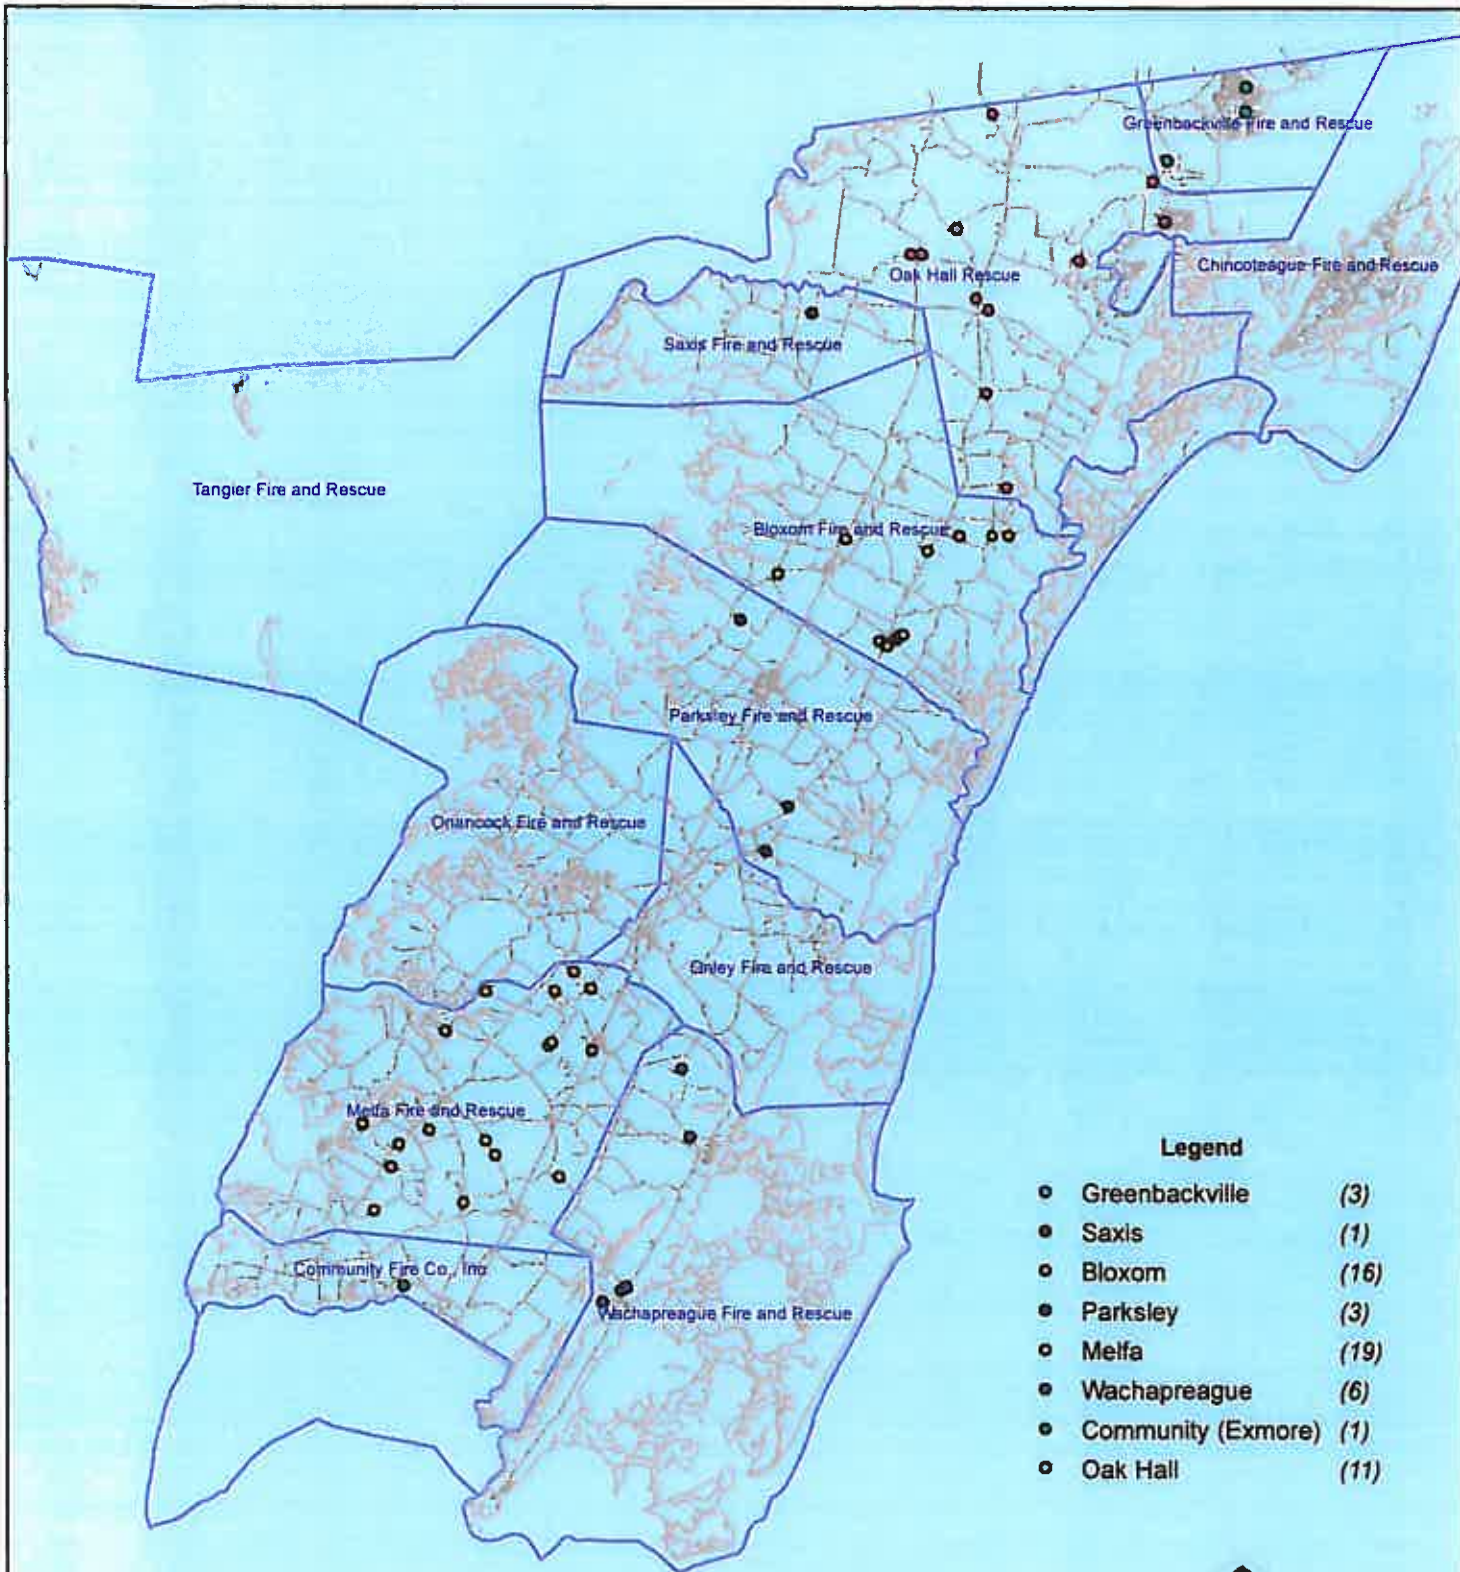 Greenbackville Fire and Rescue
Chincoteague Fire and Rescue
Oak Hall Rescue
Saxis Fire and Rescue
Tangier Fire and Rescue
Bloxom Fire and Rescue
Parksley Fire and Rescue
Onancock Fire and Rescue
Onley Fire and Rescue
Melfa Fire and Rescue
Community Fire Co., Inc
Wachapreague Fire and Rescue
Legend
Greenbackville (3)
Saxis (1)
Bloxom (16)
Parksley (3)
Melfa (19)
Wachapreague (6)
Community (Exmore) (1)
Oak Hall (11)